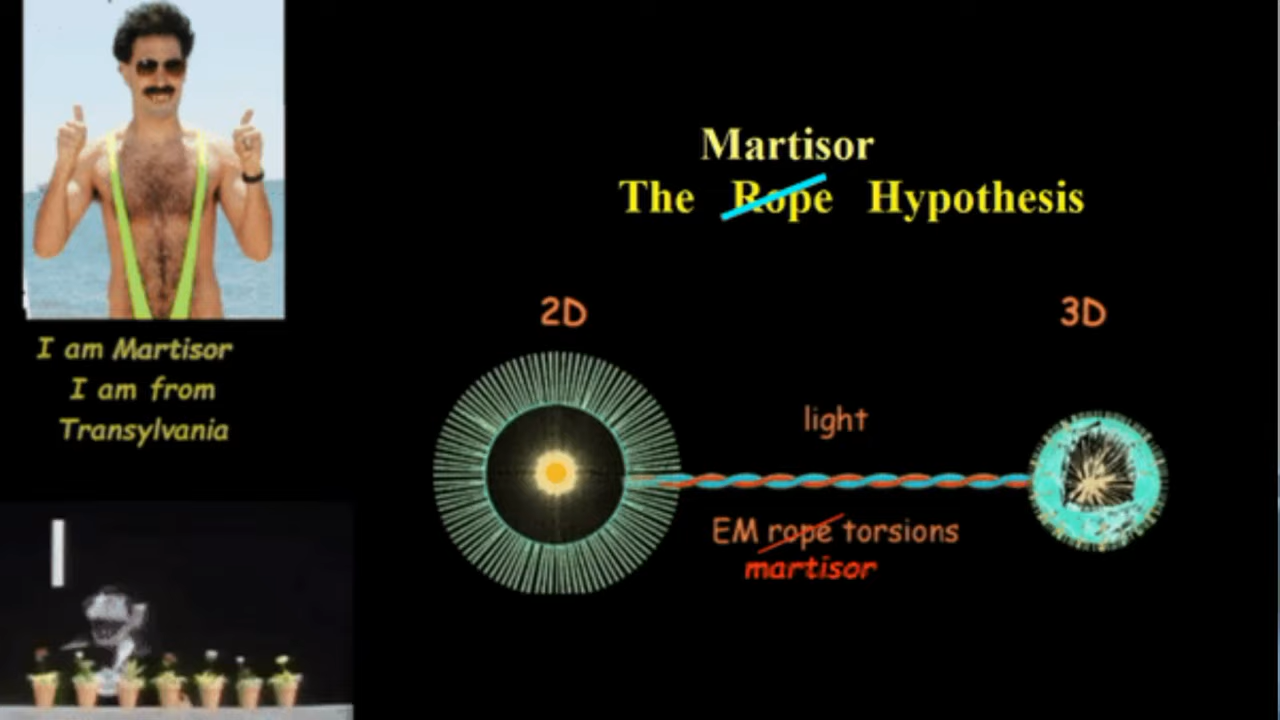 Martisor
The Rope Hypothesis
2D
3D
light
EM rope torsions
martisor
I am Martisor
I am from
Transylvania